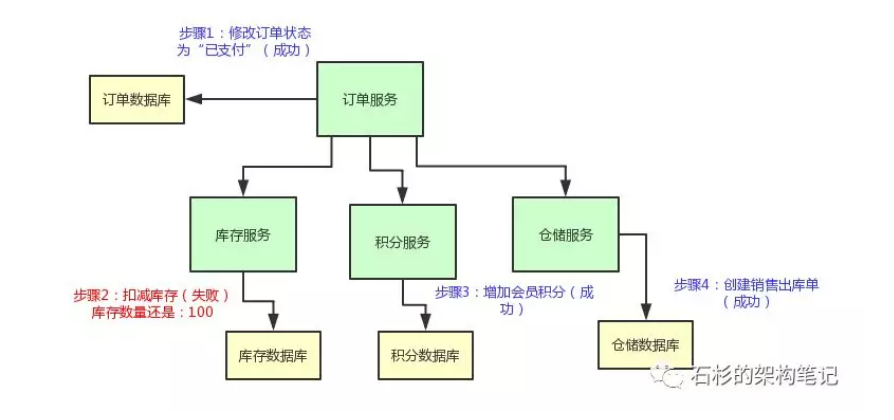 步骤1：修改订单状态
为“已支付”（成功）
订单数据库
订单服务
库存服务
积分服务
仓储服务
步骤2：扣减库存（失败）
库存数量还是：100
步骤3：增加会员积分（成
功）
步骤4：创建销售出库单
（成功）
库存数据库
积分数据库
仓储数据库
石杉的架构笔记